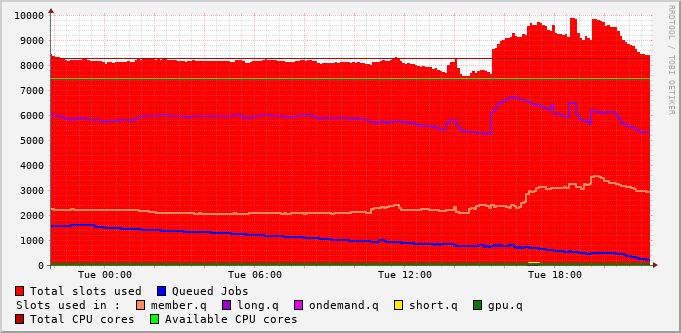 RRDTOOL / TOBI OETIKER
10000
9000
8000
7000
6000
5000
4000
3000
2000
1000
0
Tue 00:00 Tue 06:00 Tue 12:00 Tue 18:00
Total slots used Queued Jobs
Slots used in : member.q long.q ondemand.q short.q gpu.q
Total CPU cores Available CPU cores